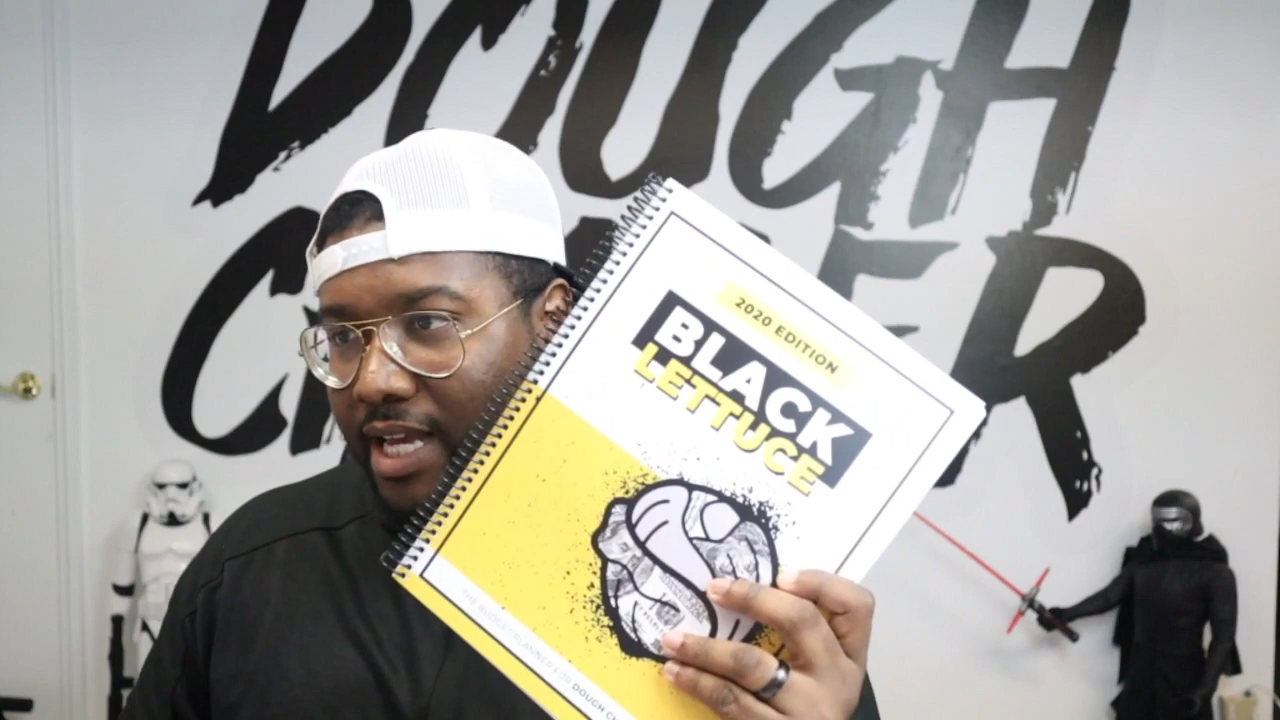 DOUGH
2020 EDITION
BLACK
LETTUCE
THE BUDGET PLANNER FOR DOUGH